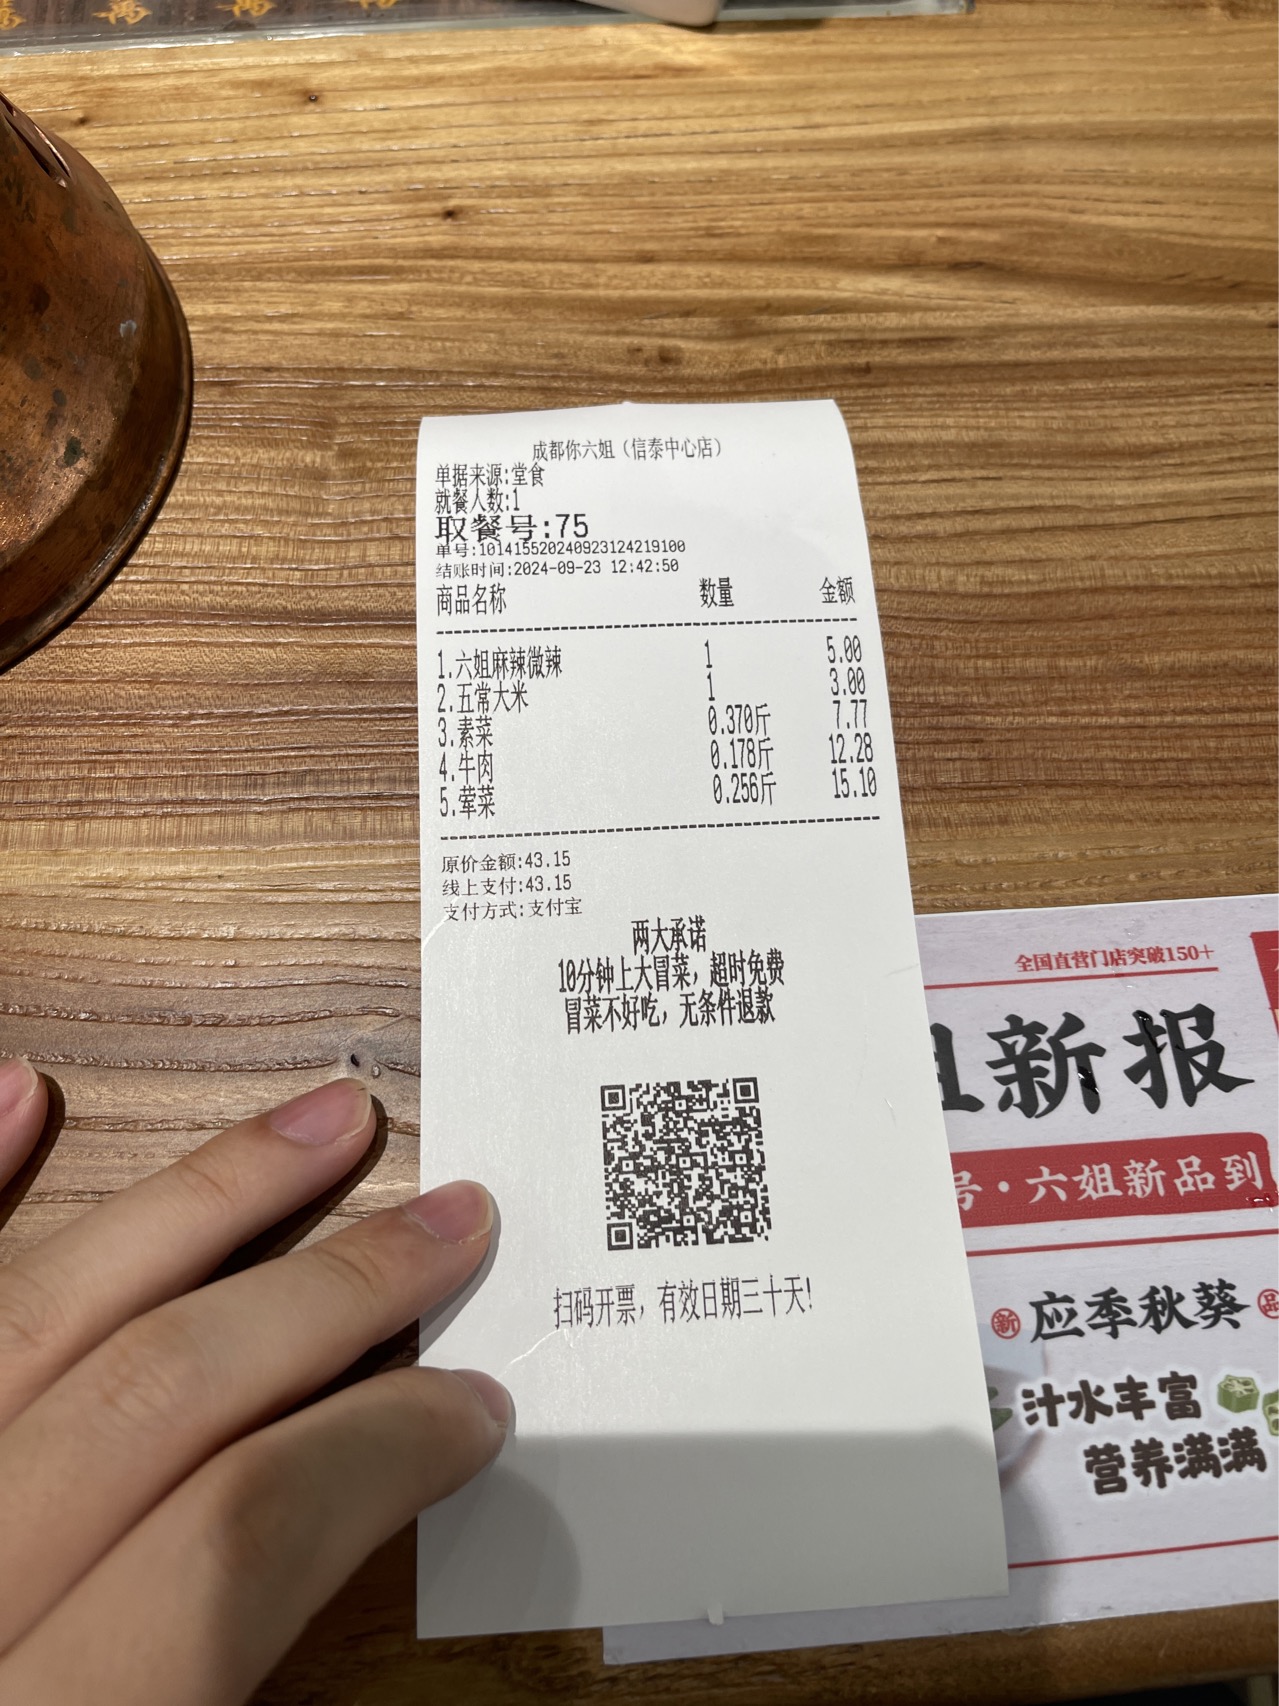 萬 萬 萬 萬
成都你六姐（信泰中心店）
单据来源:堂食
就餐人数:1
取餐号:75
单号:101415520240923124219100
结账时间:2024-09-23 12:42:50
商品名称 数量 金额
1.六姐麻辣微辣 1 5.00
2.五常大米 1 3.00
3.素菜 0.370斤 7.77
4.牛肉 0.178斤 12.28
5.荤菜 0.256斤 15.10
原价金额:43.15
线上支付:43.15
支付方式:支付宝
两大承诺
10分钟上大冒菜，超时免费
冒菜不好吃，无条件退款
扫码开票，有效日期三十天!
全国直营门店突破150+
姐新报
号·六姐新品到
新 应季秋葵 品
汁水丰富
营养满满